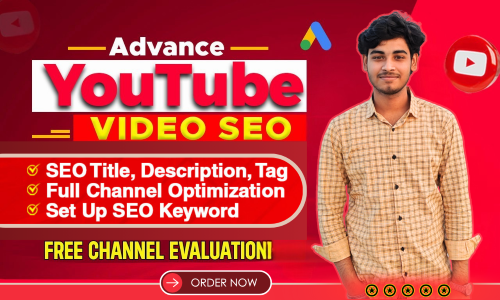 Advance
YouTube
VIDEO SEO
SEO Title, Description, Tag
Full Channel Optimization
Set Up SEO Keyword
FREE CHANNEL EVALUATION!
ORDER NOW